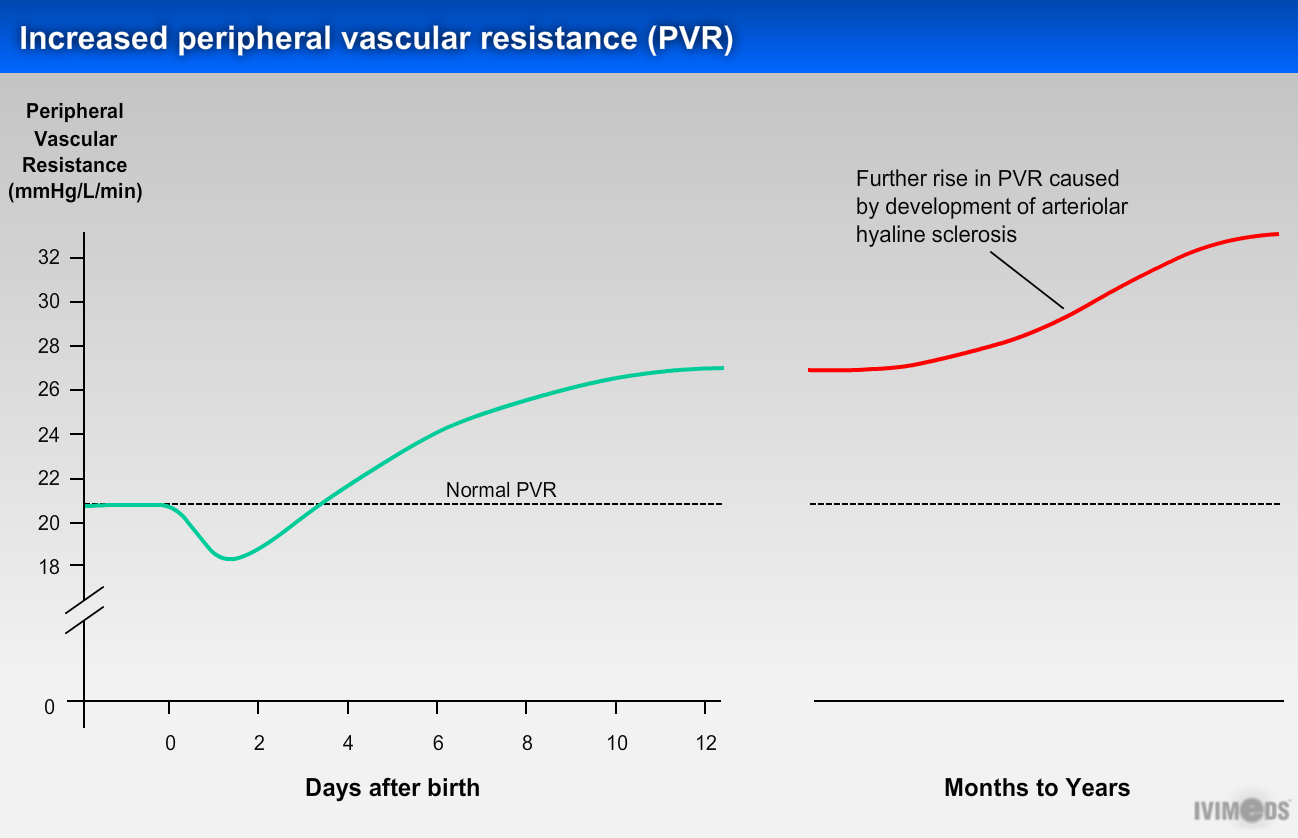 Increased peripheral vascular resistance (PVR)
Peripheral
Vascular
Resistance
(mmHg/L/min)
Further rise in PVR caused
by development of arteriolar
hyaline sclerosis
32
30
28
26
24
22
20
18
0
Normal PVR
0 2 4 6 8 10 12
Days after birth
Months to Years
IVIMeDS™